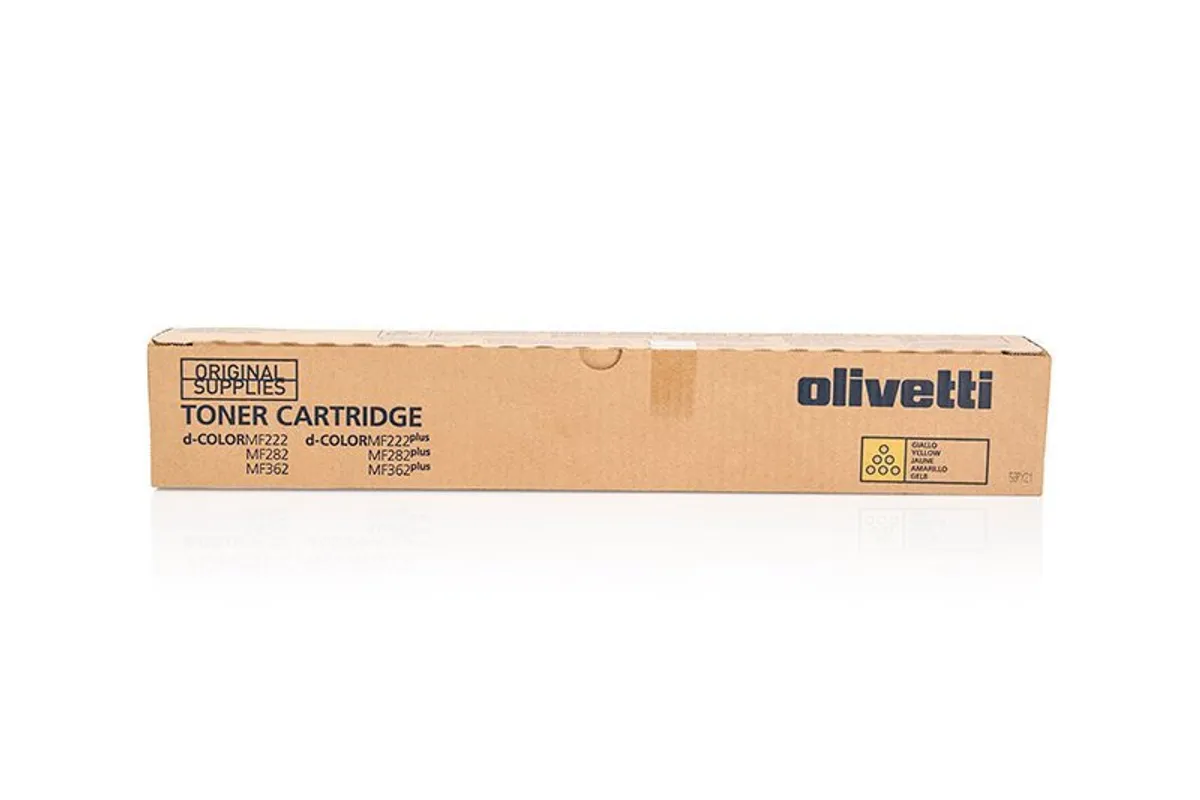 ORIGINAL
SUPPLIES
TONER CARTRIDGE
d-COLORMF222 d-COLORMF222plus
MF282 MF282plus
MF362 MF362plus
olivetti
GIALLO
YELLOW
JAUNE
AMARILLO
GELB